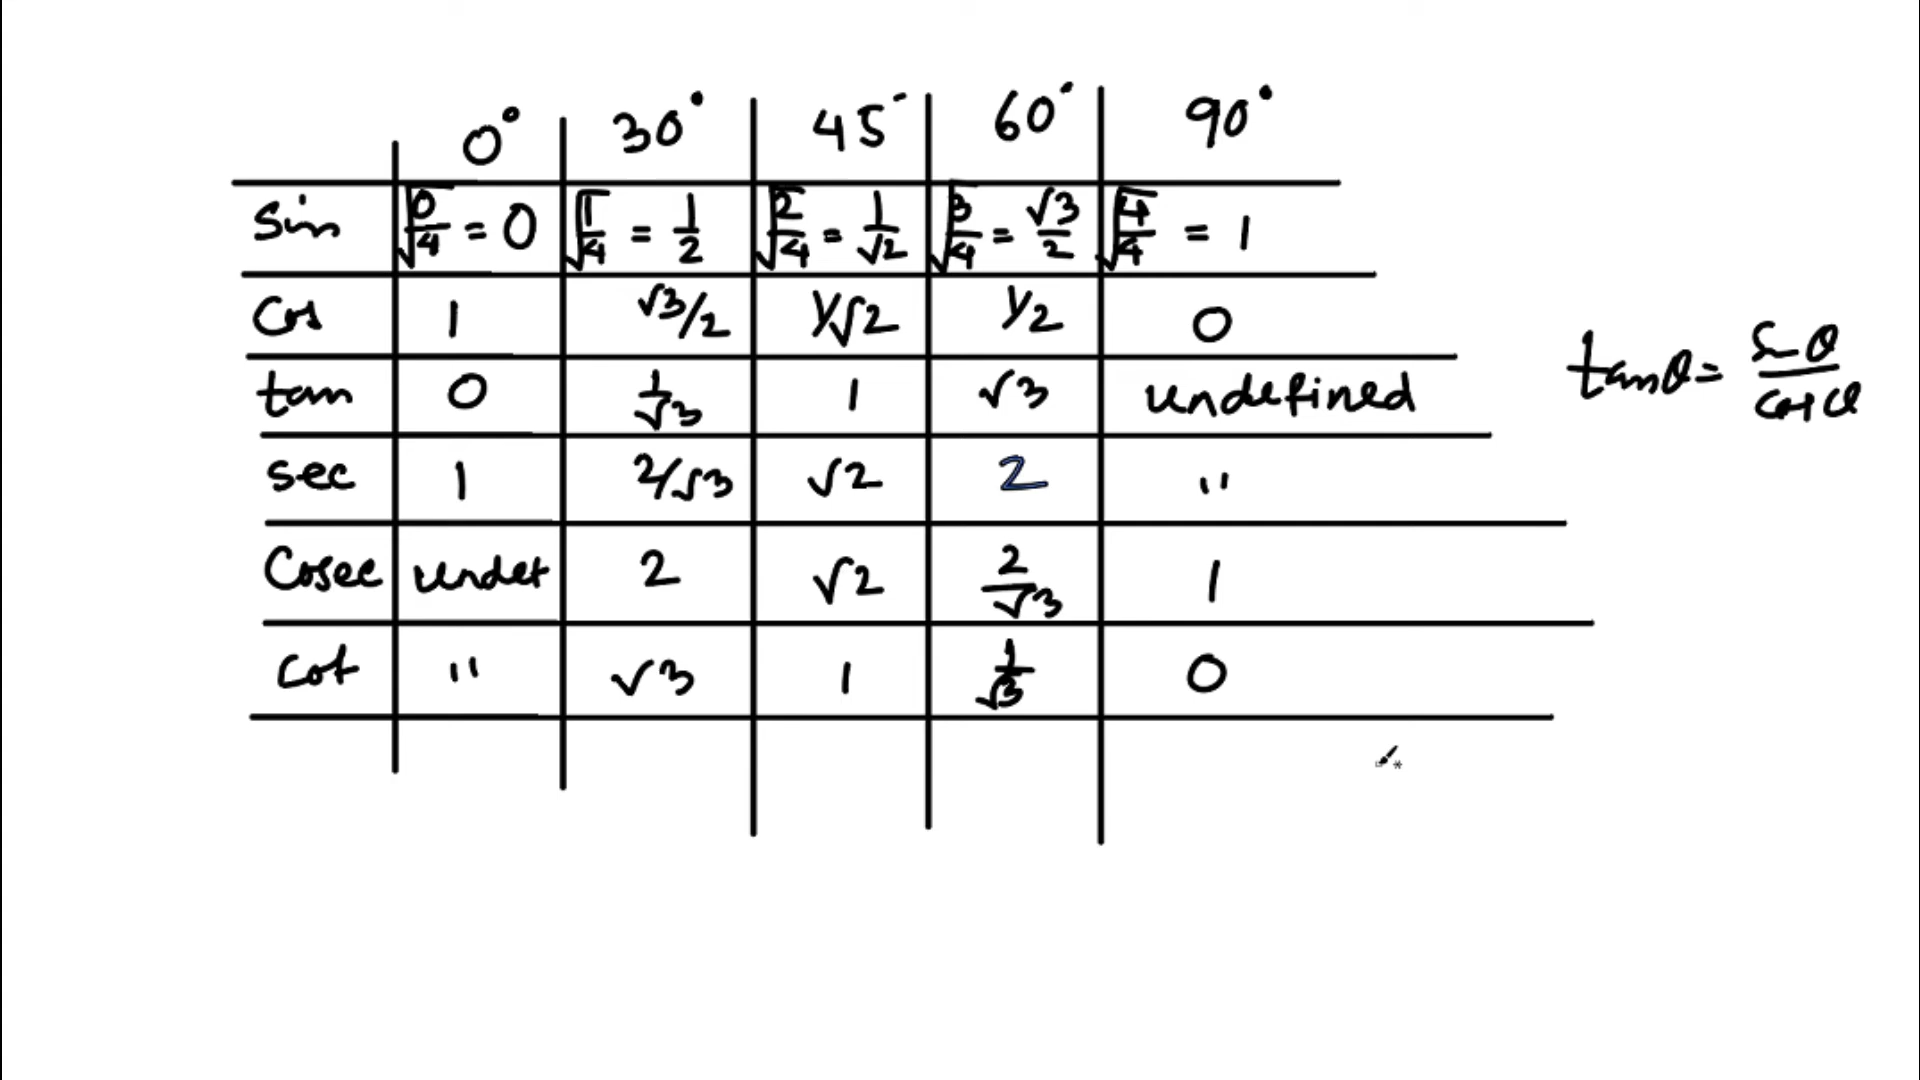 0° 30° 45° 60° 90°
Sin √0/4 = 0 √1/4 = 1/2 √2/4 = 1/√2 √3/4 = √3/2 √4/4 = 1
Cos 1 √3/2 1/√2 1/2 0
tan 0 1/√3 1 √3 undefined
tanθ = sinθ/cosθ
sec 1 2/√3 √2 2 "
Cosec undef 2 √2 2/√3 1
Cot " √3 1 1/√3 0